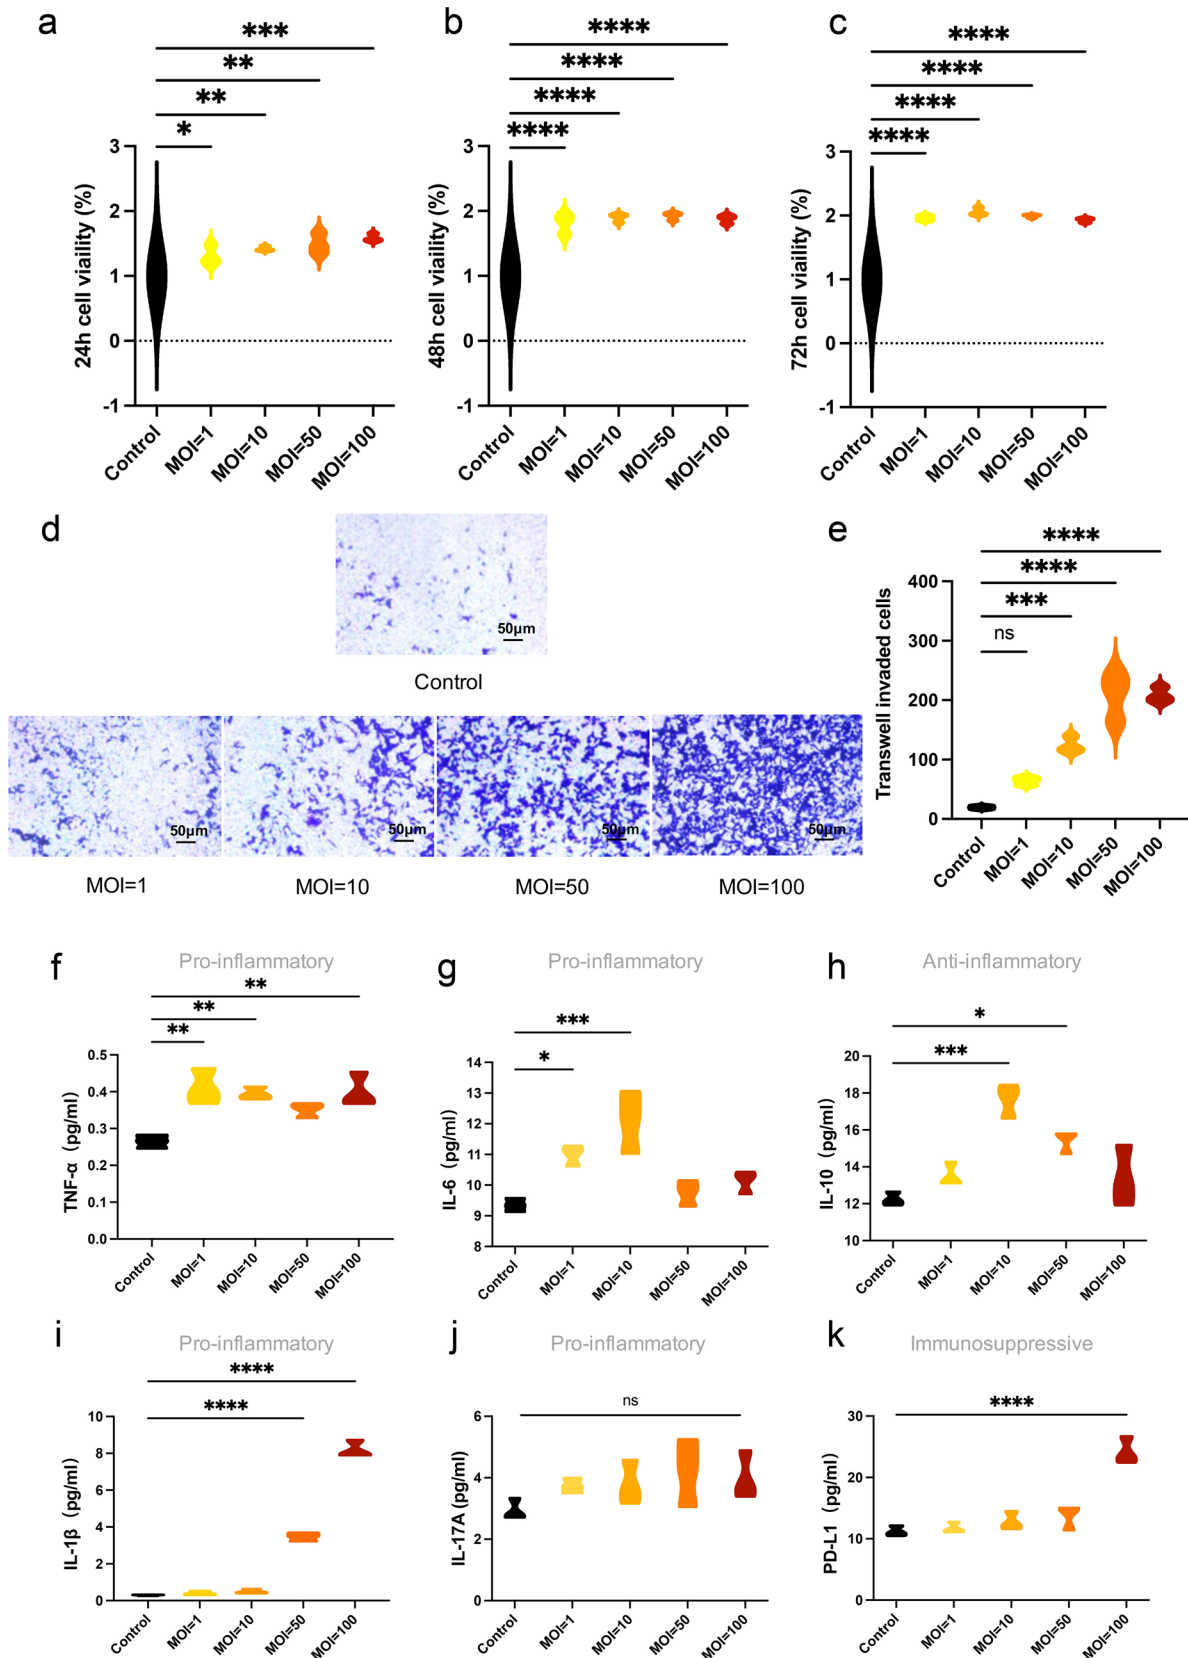 a
***
**
**
*
24h cell viaility (%)
3
2
1
0
-1
Control
MOI=1
MOI=10
MOI=50
MOI=100
b
****
****
****
****
48h cell viaility (%)
3
2
1
0
-1
Control
MOI=1
MOI=10
MOI=50
MOI=100
c
****
****
****
****
72h cell viaility (%)
3
2
1
0
-1
Control
MOI=1
MOI=10
MOI=50
MOI=100
d
50μm
Control
50μm
50μm
50μm
50μm
MOI=1
MOI=10
MOI=50
MOI=100
e
****
****
***
ns
Transwell invaded cells
400
300
200
100
0
Control
MOI=1
MOI=10
MOI=50
MOI=100
f
Pro-inflammatory
**
**
**
TNF-α (pg/ml)
0.5
0.4
0.3
0.2
0.1
0.0
Control
MOI=1
MOI=10
MOI=50
MOI=100
g
Pro-inflammatory
***
*
IL-6 (pg/ml)
14
13
12
11
10
9
8
Control
MOI=1
MOI=10
MOI=50
MOI=100
h
Anti-inflammatory
*
***
IL-10 (pg/ml)
20
18
16
14
12
10
Control
MOI=1
MOI=10
MOI=50
MOI=100
i
Pro-inflammatory
****
****
IL-1β (pg/ml)
10
8
6
4
2
0
Control
MOI=1
MOI=10
MOI=50
MOI=100
j
Pro-inflammatory
ns
IL-17A (pg/ml)
6
4
2
0
Control
MOI=1
MOI=10
MOI=50
MOI=100
k
Immunosuppressive
****
PD-L1 (pg/ml)
30
20
10
0
Control
MOI=1
MOI=10
MOI=50
MOI=100